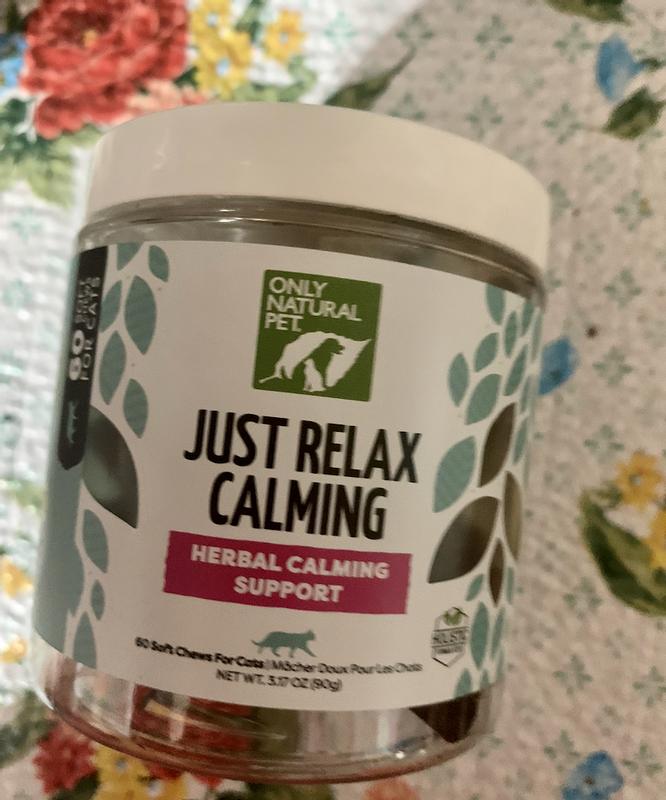 ONLY
NATURAL
PET
JUST RELAX
CALMING
HERBAL CALMING
SUPPORT
60 Soft Chews For Cats | Mâcher Doux Pour Les Chats
NET WT. 3.17 OZ (90g)
60
SOFT
CHEWS
FOR CATS
HOLISTIC